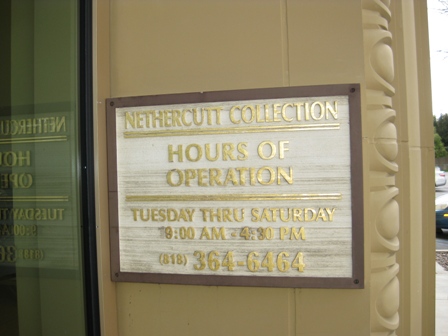 NETHERCUTT COLLECTION
HOURS OF
OPERATION
TUESDAY THRU SATURDAY
9:00 AM - 4:30 PM
(818) 364-6464